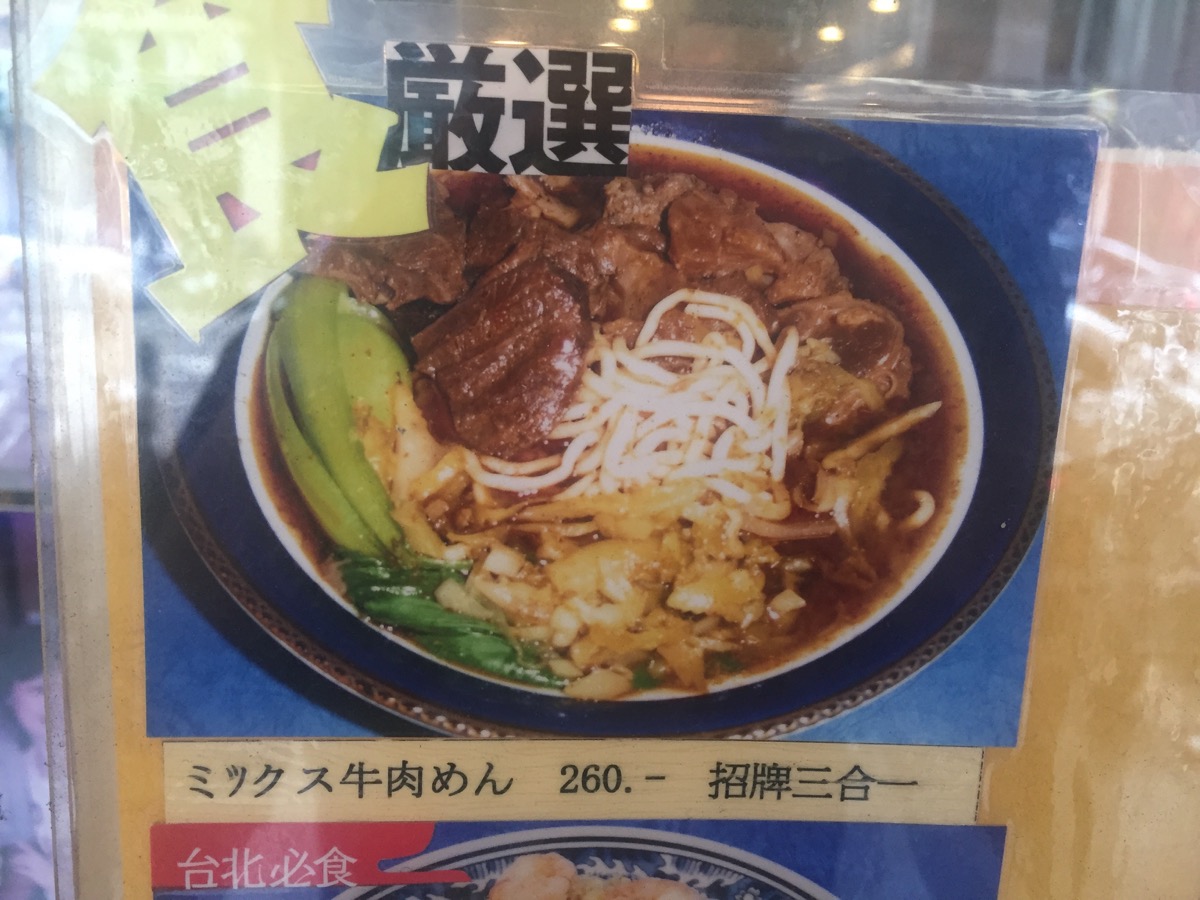 厳選
ミックス牛肉めん 260.- 招牌三合一
台北必食